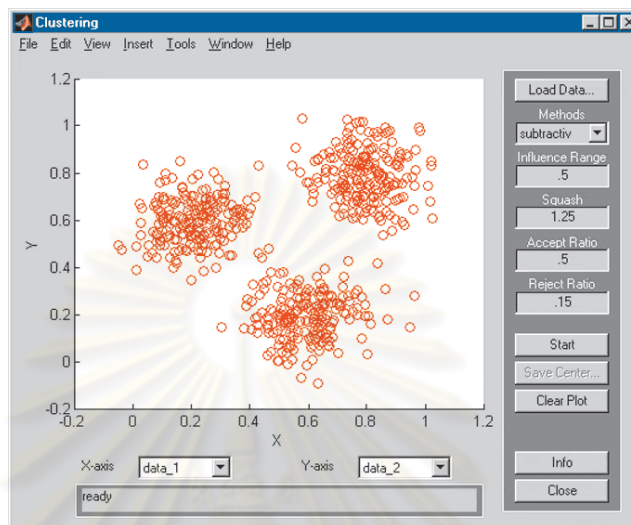 Clustering
File Edit View Insert Tools Window Help
1.2
1
0.8
0.6
0.4
0.2
0
-0.2
Y
-0.2 0 0.2 0.4 0.6 0.8 1 1.2
X
X-axis data_1 Y-axis data_2
ready
Load Data...
Methods
subtractiv
Influence Range
.5
Squash
1.25
Accept Ratio
.5
Reject Ratio
.15
Start
Save Center...
Clear Plot
Info
Close